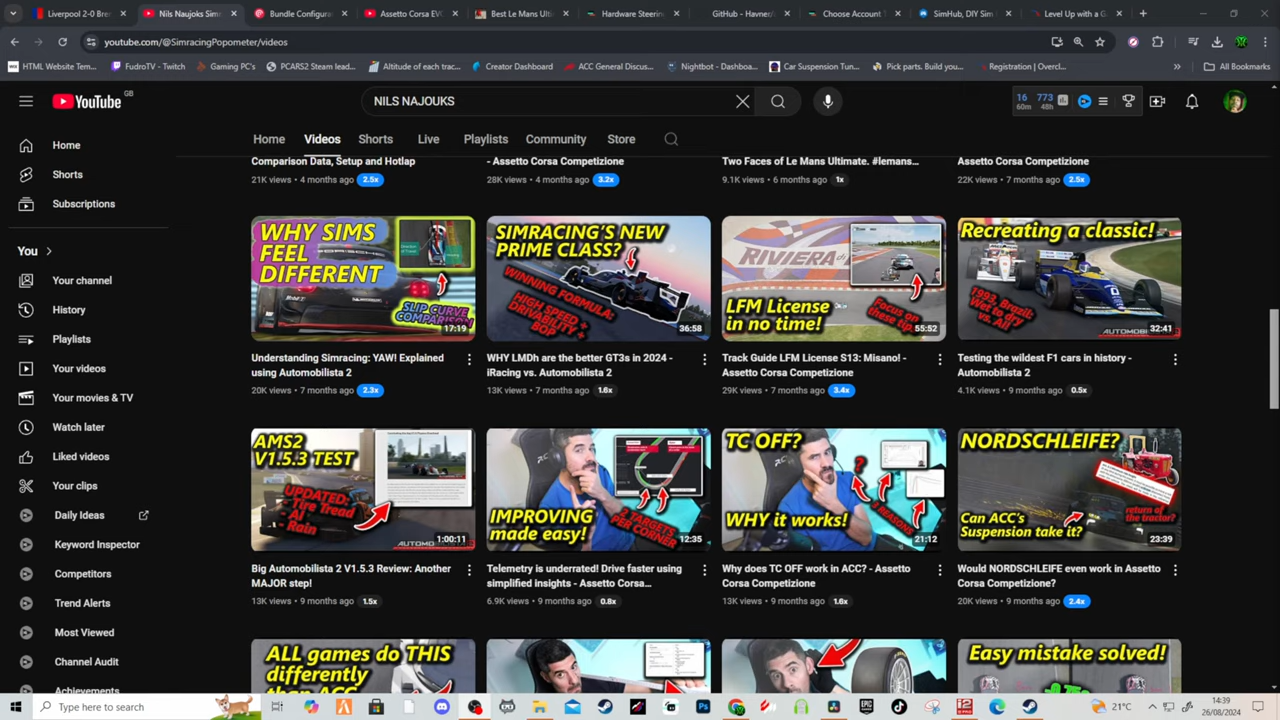 Liverpool 2-0 Bren
Nils Naujoks Sim
Bundle Configura
Assetto Corsa EVO
Best Le Mans Ulti
Hardware Steerin
GitHub - Havner/
Choose Account T
SimHub, DIY Sim
Level Up with a G
youtube.com/@SimracingPopometer/videos
HTML Website Tem...
FudroTV - Twitch
Gaming PC's
PCARS2 Steam lead...
Altitude of each trac...
Creator Dashboard
ACC General Discus...
Nightbot - Dashboa...
Car Suspension Tun...
Pick parts. Build you...
Registration | Overcl...
All Bookmarks
YouTube GB
NILS NAJOUKS
16 60m
773 48h
Home Videos Shorts Live Playlists Community Store
Home
Shorts
Subscriptions
You
Your channel
History
Playlists
Your videos
Your movies & TV
Watch later
Liked videos
Your clips
Daily Ideas
Keyword Inspector
Competitors
Trend Alerts
Most Viewed
Channel Audit
Achievements
Comparison Data, Setup and Hotlap
21K views • 4 months ago 2.5x
- Assetto Corsa Competizione
28K views • 4 months ago 3.2x
Two Faces of Le Mans Ultimate. #lemans...
9.1K views • 6 months ago 1x
Assetto Corsa Competizione
22K views • 7 months ago 2.5x
WHY SIMS
FEEL
DIFFERENT
SLIP CURVE
COMPARISON
17:19
Understanding Simracing: YAW! Explained
using Automobilista 2
20K views • 7 months ago 2.3x
SIMRACING'S NEW
PRIME CLASS?
WINNING FORMULA:
HIGH SPEED +
DRIVABILITY +
BOP
36:58
WHY LMDh are the better GT3s in 2024 -
iRacing vs. Automobilista 2
13K views • 7 months ago 1.6x
RIVIERA
LFM License
in no time!
Focus on
these tip
55:52
Track Guide LFM License S13: Misano! -
Assetto Corsa Competizione
29K views • 7 months ago 3.4x
Recreating a classic!
1993, Brazil:
Wet to dry
vs. AI!
AUTOMOBI
32:41
Testing the wildest F1 cars in history -
Automobilista 2
4.1K views • 9 months ago 0.5x
AMS2
V1.5.3 TEST
UPDATED:
Tire Tread
AI
Rain
AUTOMO
1:00:11
Big Automobilista 2 V1.5.3 Review: Another
MAJOR step!
13K views • 9 months ago 1.5x
IMPROVING
made easy!
2 TARGETS
PER CORNER
12:35
Telemetry is underrated! Drive faster using
simplified insights - Assetto Corsa...
6.9K views • 9 months ago 0.8x
TC OFF?
WHY it works!
?
3 REASONS
21:12
Why does TC OFF work in ACC? - Assetto
Corsa Competizione
13K views • 9 months ago 1.6x
NORDSCHLEIFE?
Can ACC's
Suspension take it?
return of
the tractor?
23:39
Would NORDSCHLEIFE even work in Assetto
Corsa Competizione?
20K views • 9 months ago 2.4x
ALL games do THIS
differently
than ACC
Easy mistake solved!
Type here to search
21°C
14:39
26/08/2024